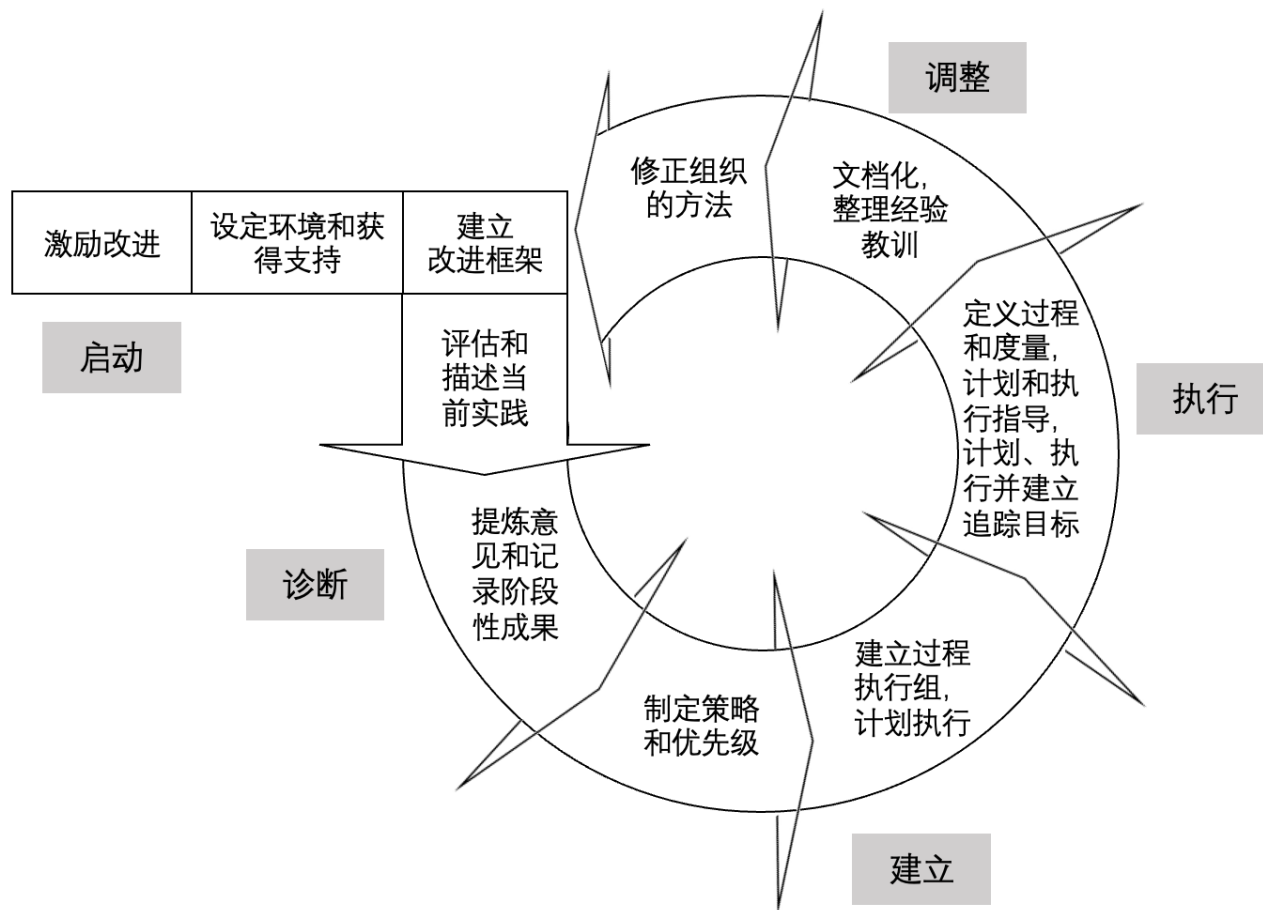 激励改进
设定环境和获
得支持
建立
改进框架
启动
评估和
描述当
前实践
诊断
提炼意
见和记
录阶段
性成果
制定策略
和优先级
建立
建立过程
执行组,
计划执行
执行
定义过程
和度量,
计划和执
行指导,
计划、执
行并建立
追踪目标
调整
文档化,
整理经验
教训
修正组织
的方法